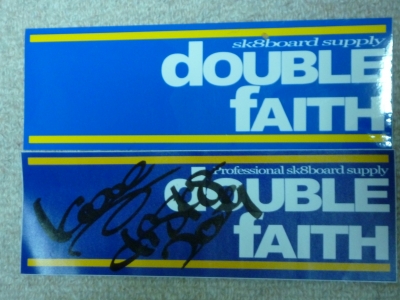 sk8board supply
dOUBLE
fAITH
Professional sk8board supply
dOUBLE
fAITH